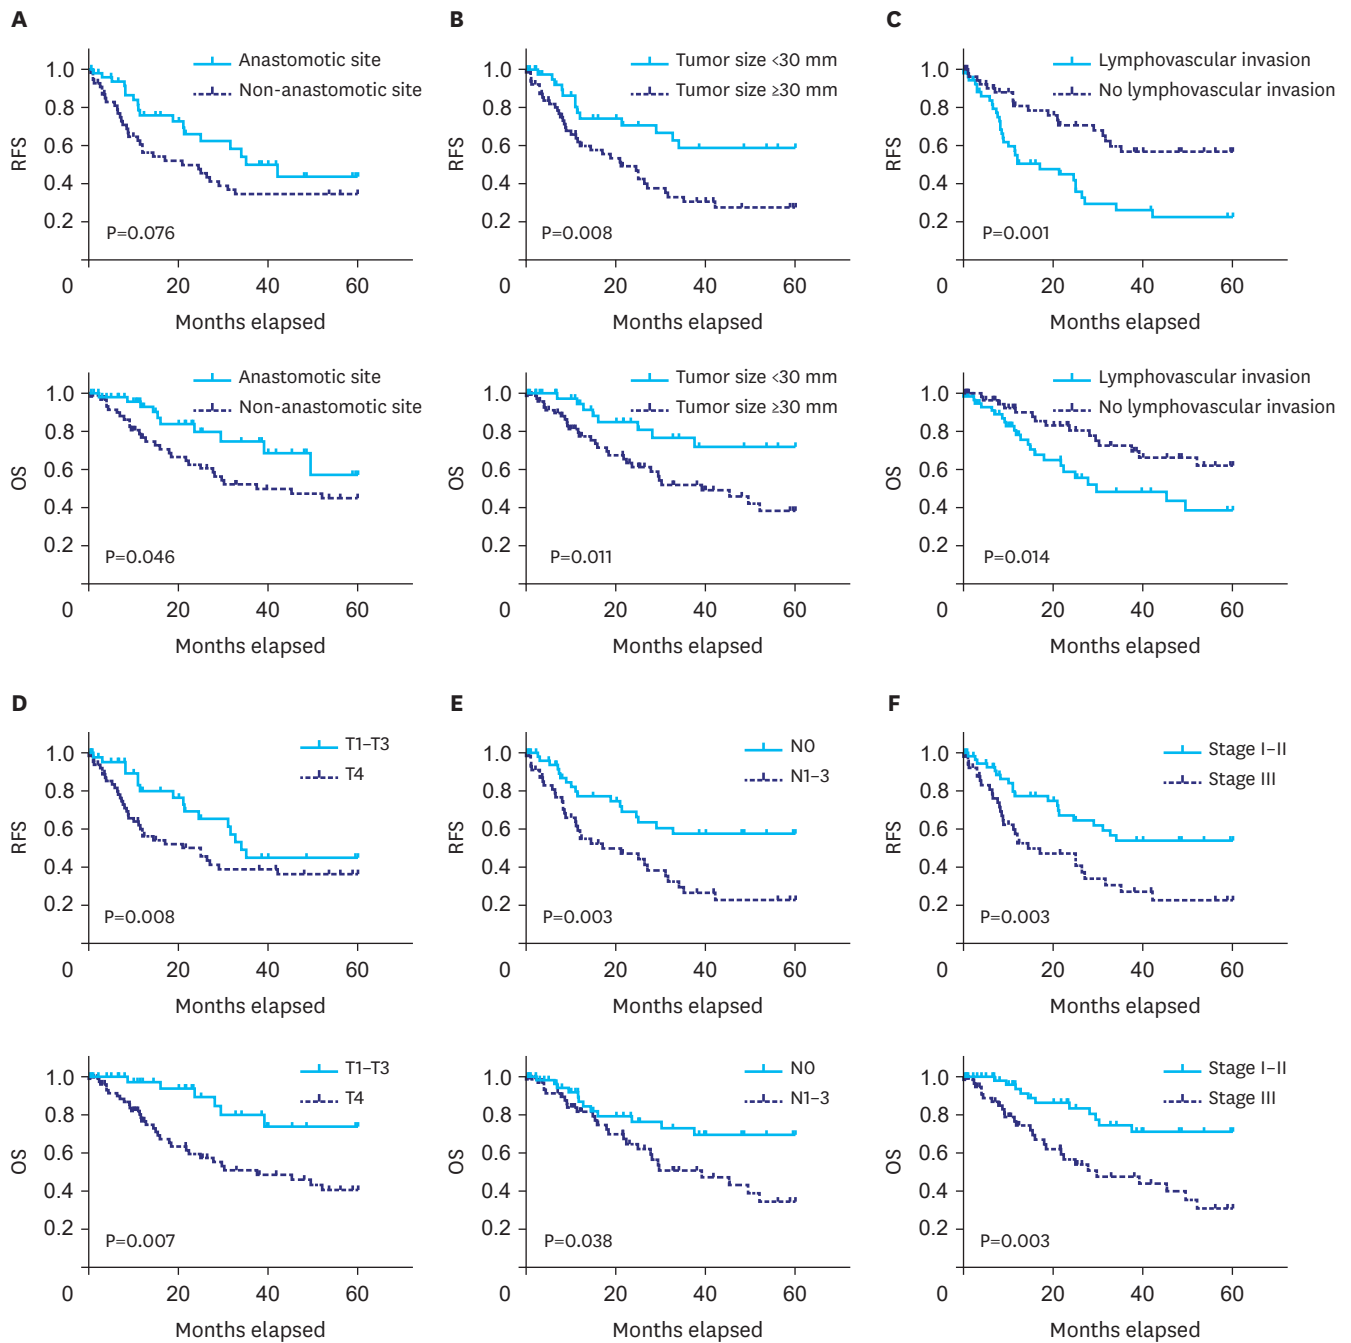 A
Anastomotic site
Non-anastomotic site
RFS
1.0
0.8
0.6
0.4
0.2
P=0.076
0 20 40 60
Months elapsed
Anastomotic site
Non-anastomotic site
OS
1.0
0.8
0.6
0.4
0.2
P=0.046
0 20 40 60
Months elapsed
B
Tumor size <30 mm
Tumor size ≥30 mm
RFS
1.0
0.8
0.6
0.4
0.2
P=0.008
0 20 40 60
Months elapsed
Tumor size <30 mm
Tumor size ≥30 mm
OS
1.0
0.8
0.6
0.4
0.2
P=0.011
0 20 40 60
Months elapsed
C
Lymphovascular invasion
No lymphovascular invasion
RFS
1.0
0.8
0.6
0.4
0.2
P=0.001
0 20 40 60
Months elapsed
Lymphovascular invasion
No lymphovascular invasion
OS
1.0
0.8
0.6
0.4
0.2
P=0.014
0 20 40 60
Months elapsed
D
T1–T3
T4
RFS
1.0
0.8
0.6
0.4
0.2
P=0.008
0 20 40 60
Months elapsed
T1–T3
T4
OS
1.0
0.8
0.6
0.4
0.2
P=0.007
0 20 40 60
Months elapsed
E
N0
N1–3
RFS
1.0
0.8
0.6
0.4
0.2
P=0.003
0 20 40 60
Months elapsed
N0
N1–3
OS
1.0
0.8
0.6
0.4
0.2
P=0.038
0 20 40 60
Months elapsed
F
Stage I–II
Stage III
RFS
1.0
0.8
0.6
0.4
0.2
P=0.003
0 20 40 60
Months elapsed
Stage I–II
Stage III
OS
1.0
0.8
0.6
0.4
0.2
P=0.003
0 20 40 60
Months elapsed